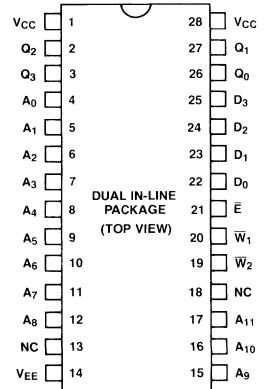 VCC 1 28 VCC
Q2 2 27 Q1
Q3 3 26 Q0
A0 4 25 D3
A1 5 24 D2
A2 6 23 D1
A3 7 22 D0
DUAL IN-LINE
PACKAGE
(TOP VIEW)
A4 8 21 E̅
A5 9 20 W̅1
A6 10 19 W̅2
A7 11 18 NC
A8 12 17 A11
NC 13 16 A10
VEE 14 15 A9